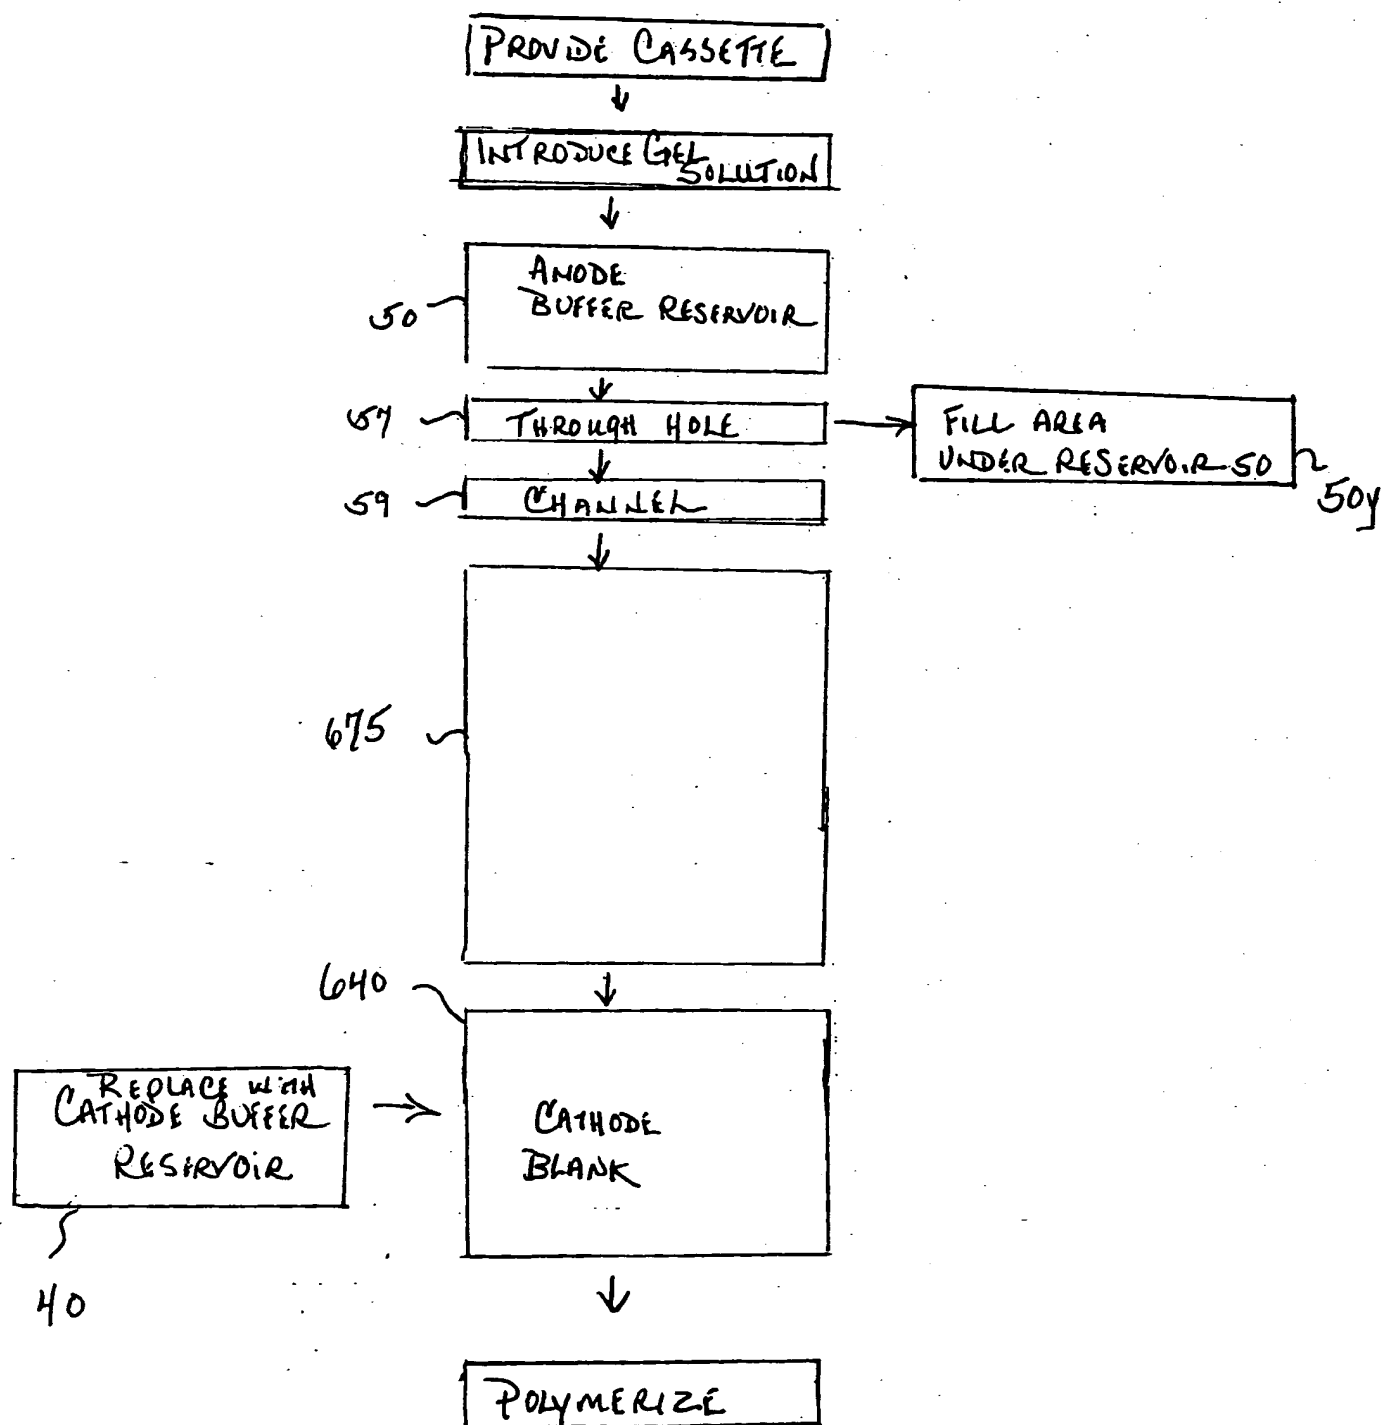 PROVIDE CASSETTE
INTRODUCE GEL
SOLUTION
ANODE
BUFFER RESERVOIR
50
57
THROUGH HOLE
FILL AREA
UNDER RESERVOIR 50
50y
59
CHANNEL
675
640
REPLACE WITH
CATHODE BUFFER
RESERVOIR
40
CATHODE
BLANK
POLYMERIZE